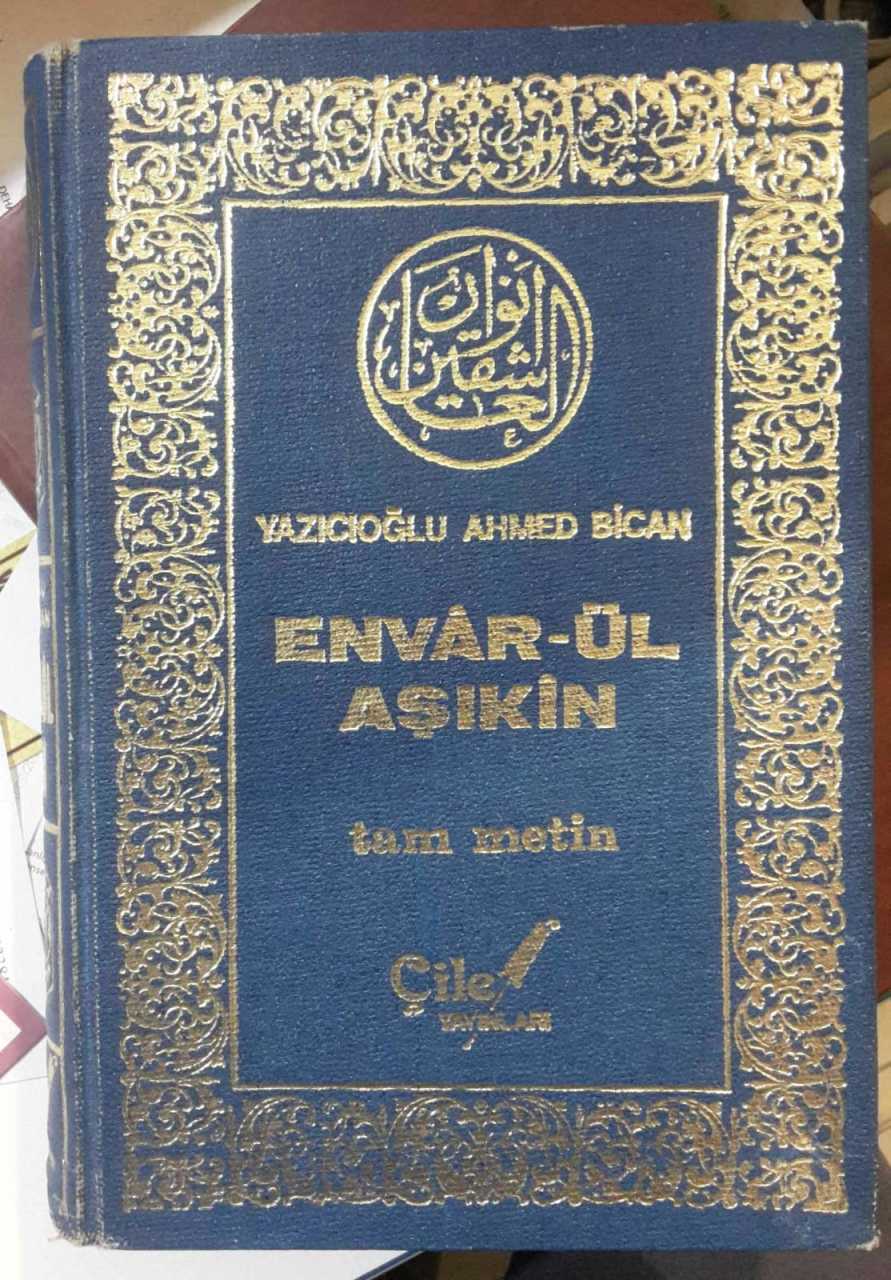 انوار العاشقين
YAZICIOĞLU AHMED BİCAN
ENVÂR-ÜL
AŞIKİN
tam metin
Çile
YAYINLARI